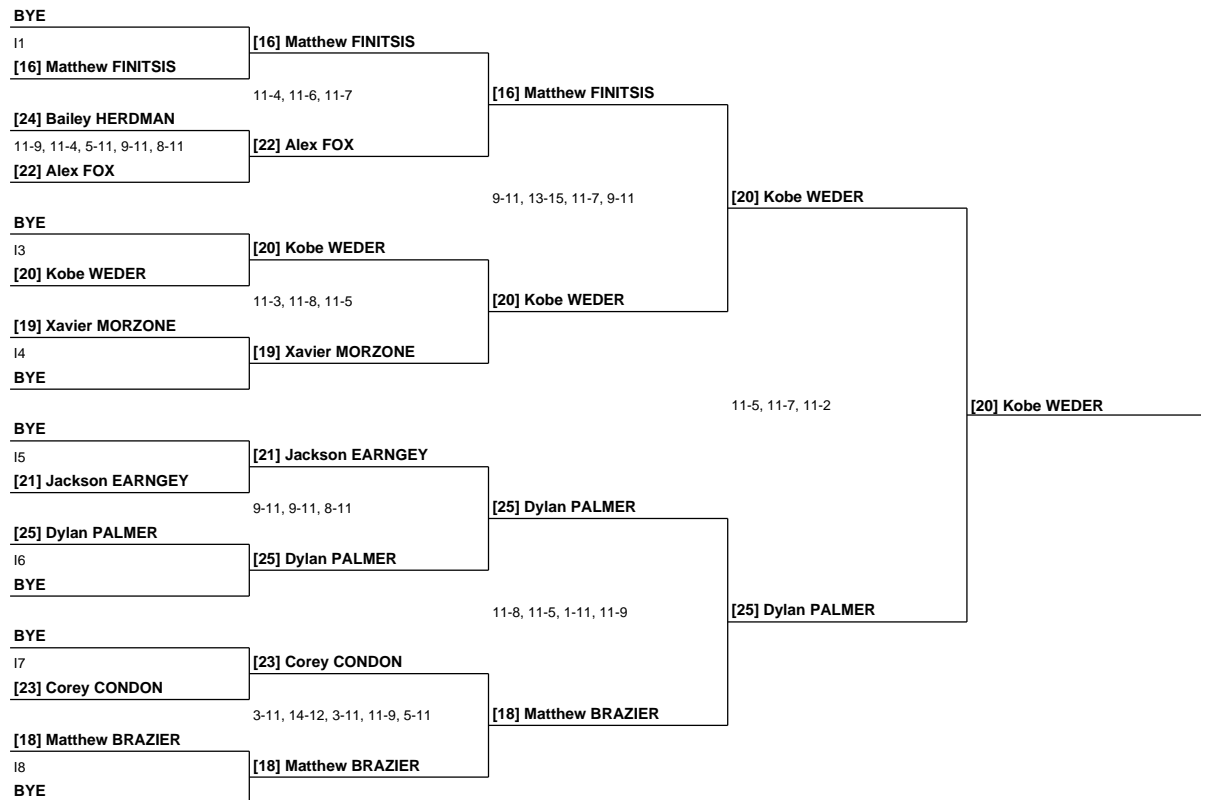 BYE
I1
[16] Matthew FINITSIS
[24] Bailey HERDMAN
11-9, 11-4, 5-11, 9-11, 8-11
[22] Alex FOX
BYE
I3
[20] Kobe WEDER
[19] Xavier MORZONE
I4
BYE
BYE
I5
[21] Jackson EARNGEY
[25] Dylan PALMER
I6
BYE
BYE
I7
[23] Corey CONDON
[18] Matthew BRAZIER
I8
BYE
[16] Matthew FINITSIS
11-4, 11-6, 11-7
[22] Alex FOX
[20] Kobe WEDER
11-3, 11-8, 11-5
[19] Xavier MORZONE
[21] Jackson EARNGEY
9-11, 9-11, 8-11
[25] Dylan PALMER
[23] Corey CONDON
3-11, 14-12, 3-11, 11-9, 5-11
[18] Matthew BRAZIER
[16] Matthew FINITSIS
9-11, 13-15, 11-7, 9-11
[20] Kobe WEDER
[25] Dylan PALMER
11-8, 11-5, 1-11, 11-9
[18] Matthew BRAZIER
[20] Kobe WEDER
11-5, 11-7, 11-2
[25] Dylan PALMER
[20] Kobe WEDER